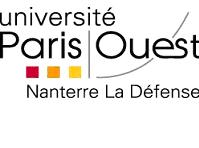 université
Paris Ouest
Nanterre La Défense